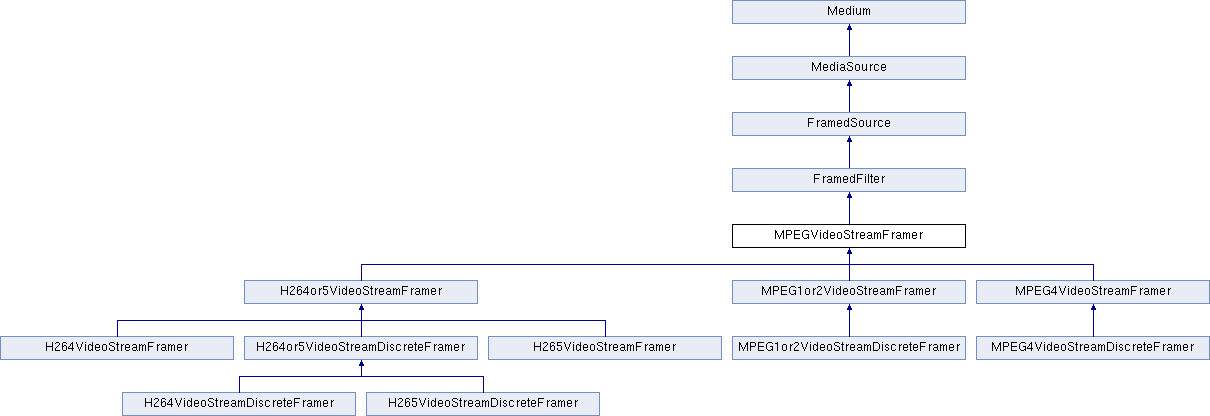 Medium
MediaSource
FramedSource
FramedFilter
MPEGVideoStreamFramer
H264or5VideoStreamFramer
MPEG1or2VideoStreamFramer
MPEG4VideoStreamFramer
H264VideoStreamFramer
H264or5VideoStreamDiscreteFramer
H265VideoStreamFramer
MPEG1or2VideoStreamDiscreteFramer
MPEG4VideoStreamDiscreteFramer
H264VideoStreamDiscreteFramer
H265VideoStreamDiscreteFramer